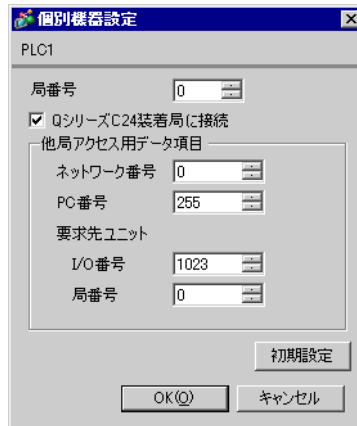 個別機器設定
PLC1
局番号 0
QシリーズC24装着局に接続
他局アクセス用データ項目
ネットワーク番号 0
PC番号 255
要求先ユニット
I/O番号 1023
局番号 0
初期設定
OK(O) キャンセル